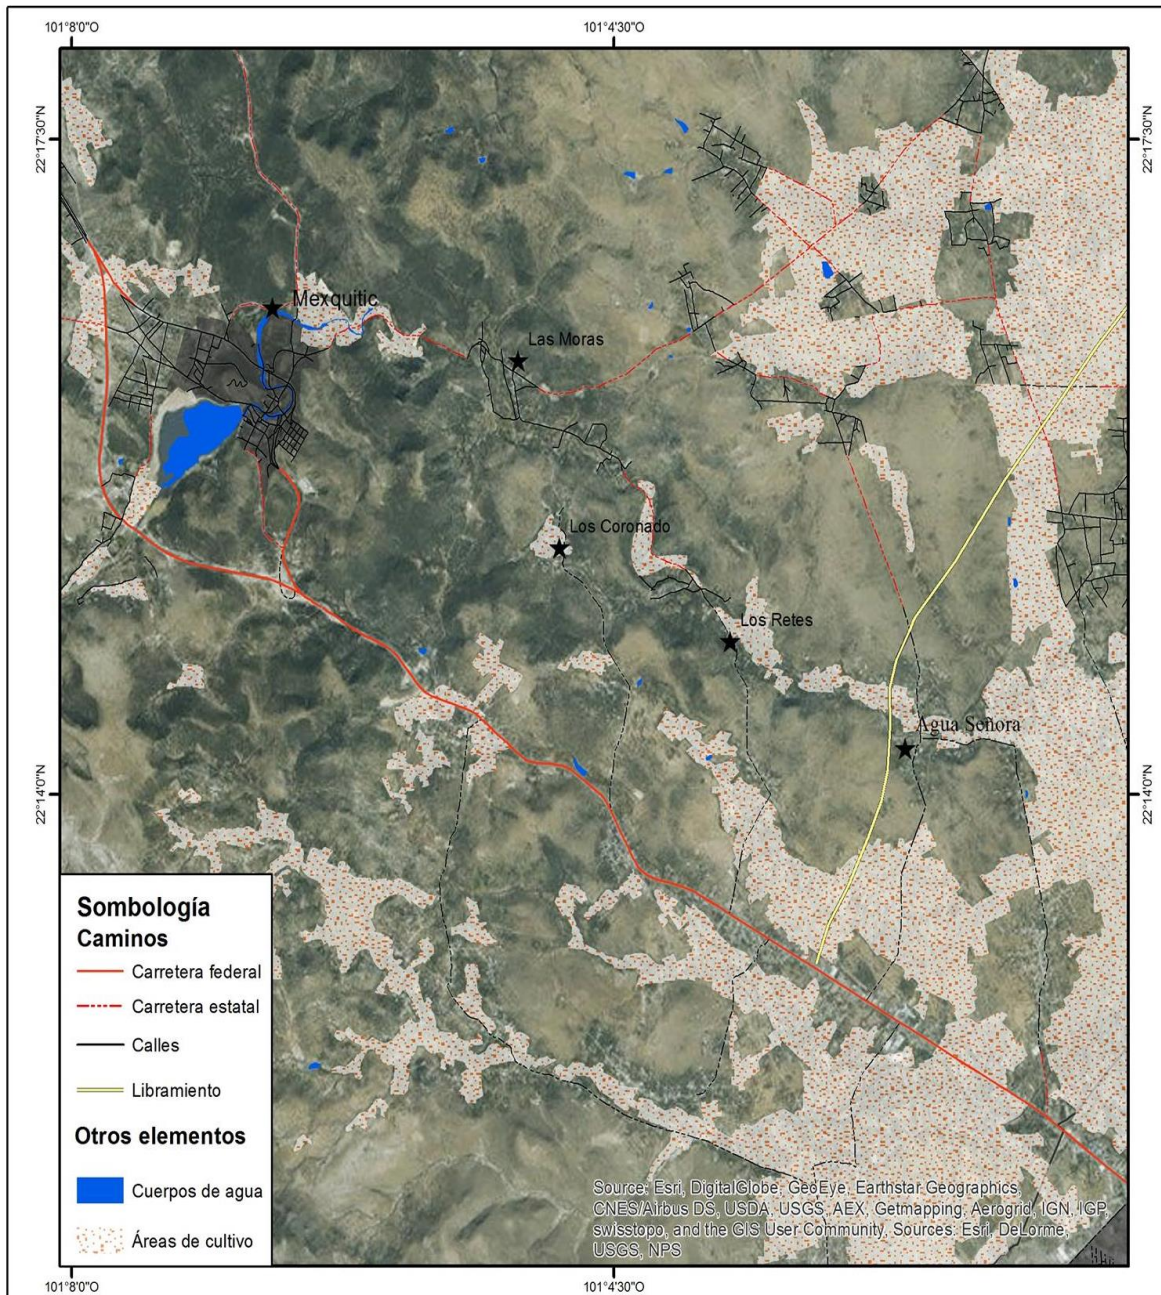 101°8'0"O
101°4'30"O
22°17'30"N
22°17'30"N
Mexquitic
Las Moras
Los Coronado
Los Retes
Agua Señora
22°14'0"N
22°14'0"N
Sombología
Caminos
Carretera federal
Carretera estatal
Calles
Libramiento
Otros elementos
Cuerpos de agua
Áreas de cultivo
Source: Esri, DigitalGlobe, GeoEye, Earthstar Geographics,
CNES/Airbus DS, USDA, USGS, AEX, Getmapping, Aerogrid, IGN, IGP,
swisstopo, and the GIS User Community, Sources: Esri, DeLorme,
USGS, NPS
101°8'0"O
101°4'30"O